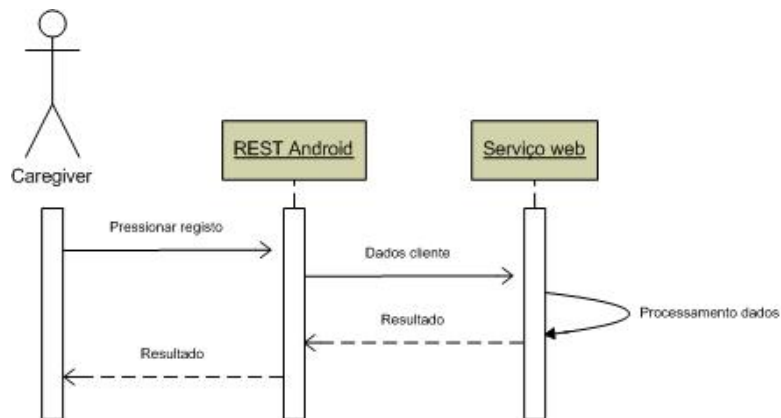 REST Android
Serviço web
Caregiver
Pressionar registo
Dados cliente
Processamento dados
Resultado
Resultado